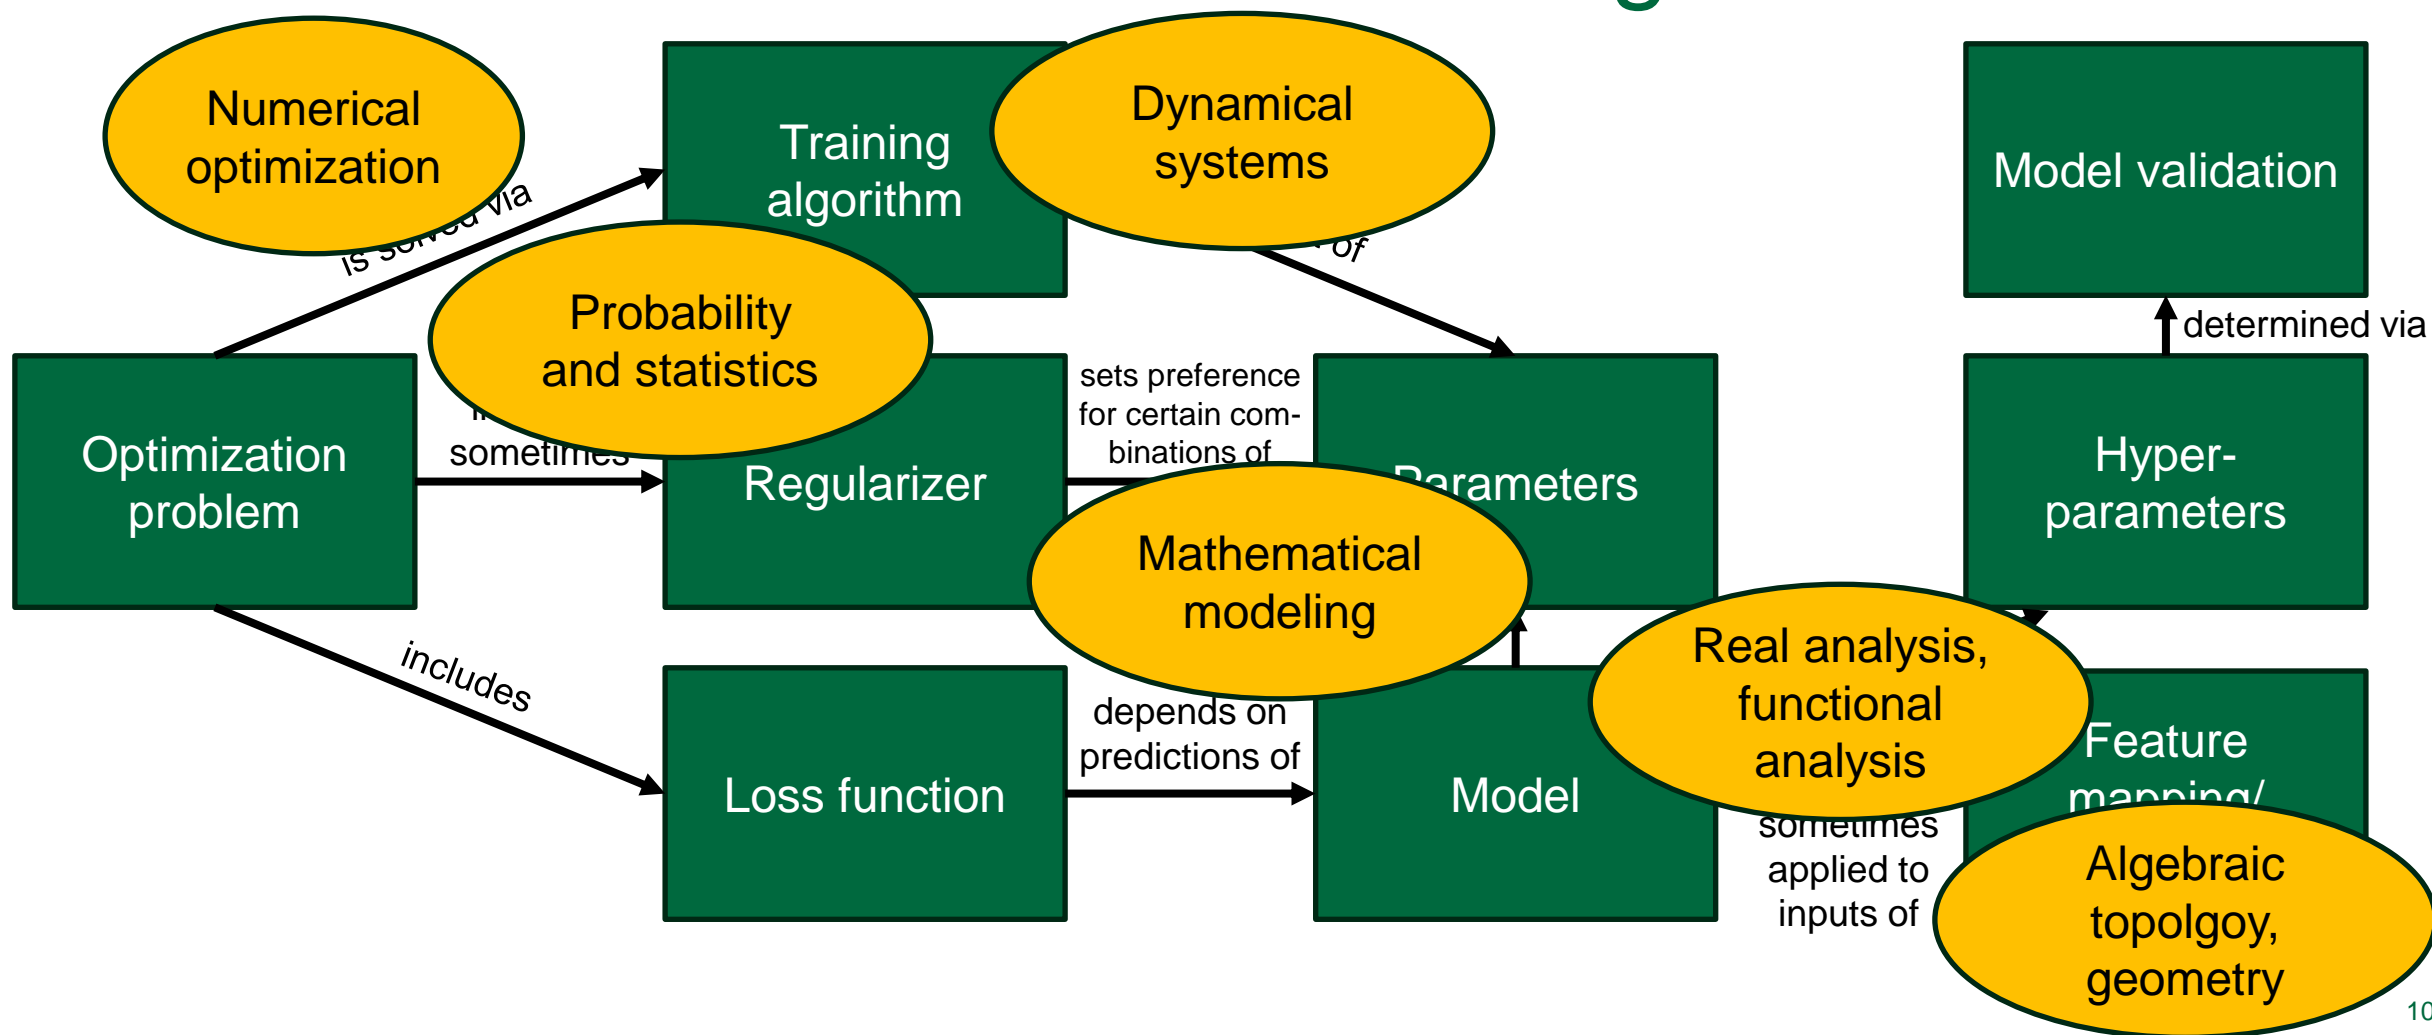 Numerical
optimization
Training
algorithm
Dynamical
systems
Model validation
is solved via
of
Probability
and statistics
determined via
Optimization
problem
sometimes
Regularizer
sets preference
for certain com-
binations of
Parameters
Hyper-
parameters
Mathematical
modeling
includes
Real analysis,
functional
analysis
Loss function
depends on
predictions of
Model
Feature
mapping/
sometimes
applied to
inputs of
Algebraic
topolgoy,
geometry
10